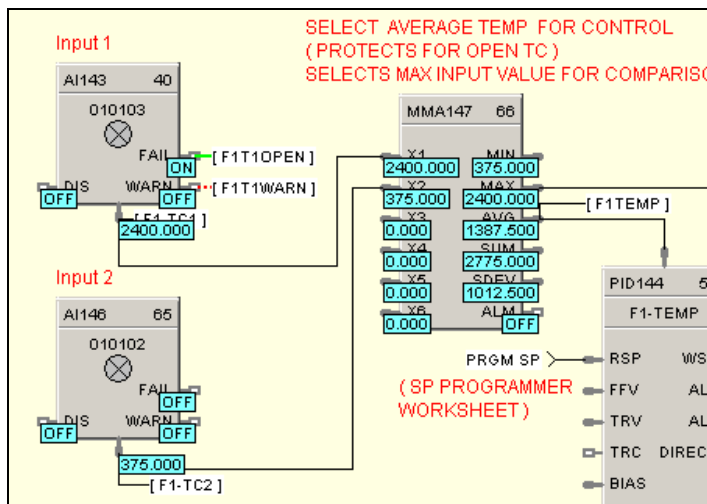 Input 1
SELECT AVERAGE TEMP FOR CONTROL
( PROTECTS FOR OPEN TC )
SELECTS MAX INPUT VALUE FOR COMPARISO
AI143 40
010103
FAIL
ON
[ F1T1OPEN ]
DIS
OFF
WARN
OFF
[ F1T1WARN ]
[ F1-TC1 ]
2400.000
MMA147 66
X1 MIN
2400.000 375.000
X2 MAX
375.000 2400.000
X3 AVG
0.000 1387.500
X4 SUM
0.000 2775.000
X5 SDEV
0.000 1012.500
X6 ALM
0.000 OFF
[ F1TEMP ]
Input 2
AI146 65
010102
FAIL
OFF
DIS
OFF
WARN
OFF
375.000
[ F1-TC2 ]
PRGM SP
( SP PROGRAMMER
WORKSHEET )
PID144 5
F1-TEMP
RSP WS
FFV AL
TRV AL
TRC DIREC
BIAS